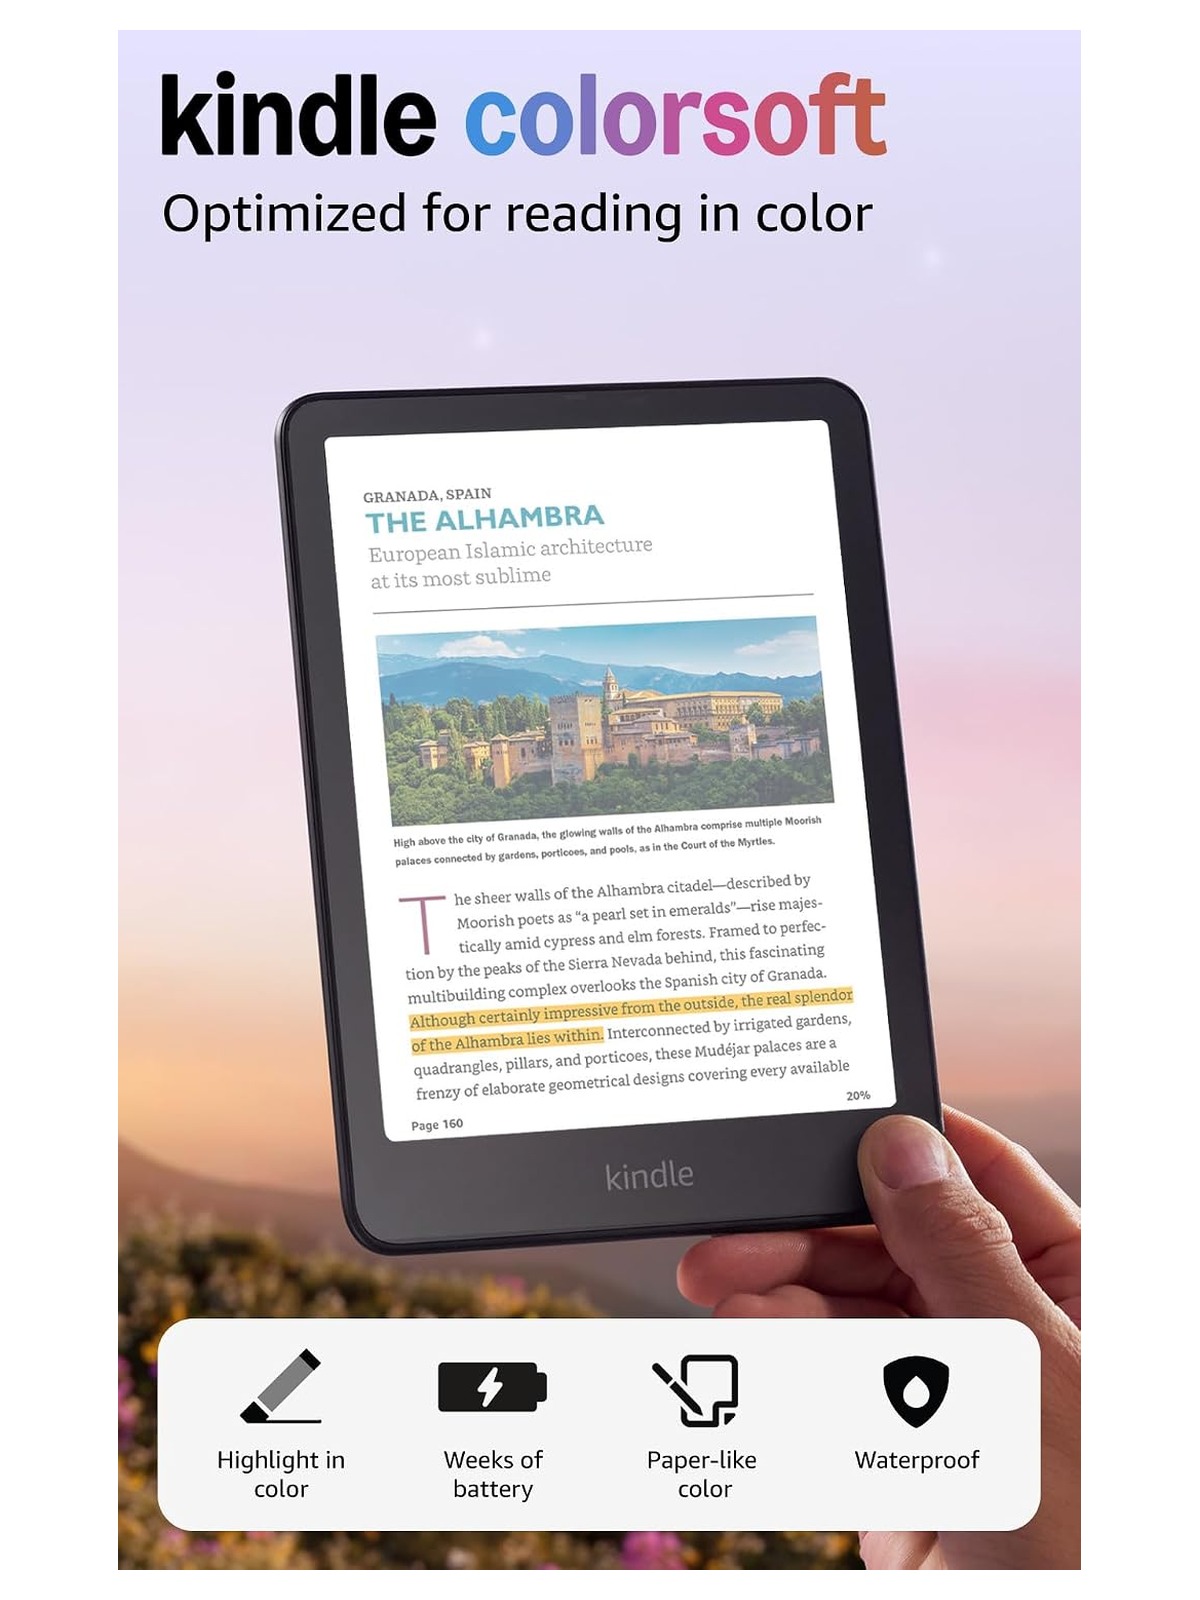 kindle colorsoft
Optimized for reading in color
GRANADA, SPAIN
THE ALHAMBRA
European Islamic architecture
at its most sublime
High above the city of Granada, the glowing walls of the Alhambra comprise multiple Moorish
palaces connected by gardens, porticoes, and pools, as in the Court of the Myrtles.
The sheer walls of the Alhambra citadel—described by
Moorish poets as “a pearl set in emeralds”—rise majes-
tically amid cypress and elm forests. Framed to perfec-
tion by the peaks of the Sierra Nevada behind, this fascinating
multibuilding complex overlooks the Spanish city of Granada.
Although certainly impressive from the outside, the real splendor
of the Alhambra lies within. Interconnected by irrigated gardens,
quadrangles, pillars, and porticoes, these Mudéjar palaces are a
frenzy of elaborate geometrical designs covering every available
Page 160
20%
kindle
Highlight in
color
Weeks of
battery
Paper-like
color
Waterproof